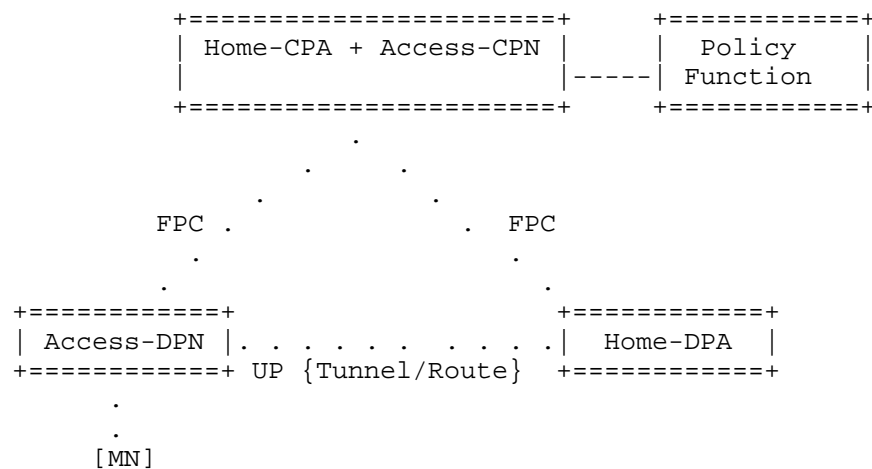 +=======================+ +============+
| Home-CPA + Access-CPN | | Policy |
| |-----| Function |
+=======================+ +============+
.
. .
. .
FPC . . FPC
. .
. .
+============+ +============+
| Access-DPN |. . . . . . . . . .| Home-DPA |
+============+ UP {Tunnel/Route} +============+
.
.
[MN]